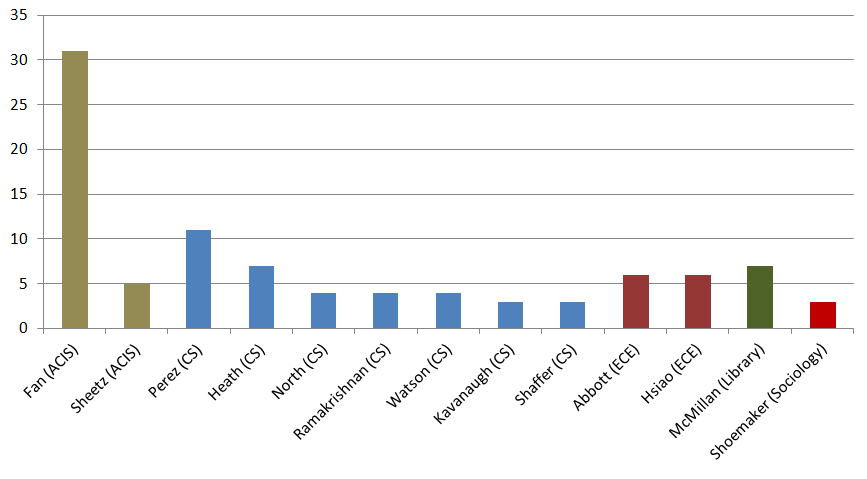 35
30
25
20
15
10
5
0
Fan (ACIS)
Sheetz (ACIS)
Perez (CS)
Heath (CS)
North (CS)
Ramakrishnan (CS)
Watson (CS)
Kavanaugh (CS)
Shaffer (CS)
Abbott (ECE)
Hsiao (ECE)
McMillan (Library)
Shoemaker (Sociology)